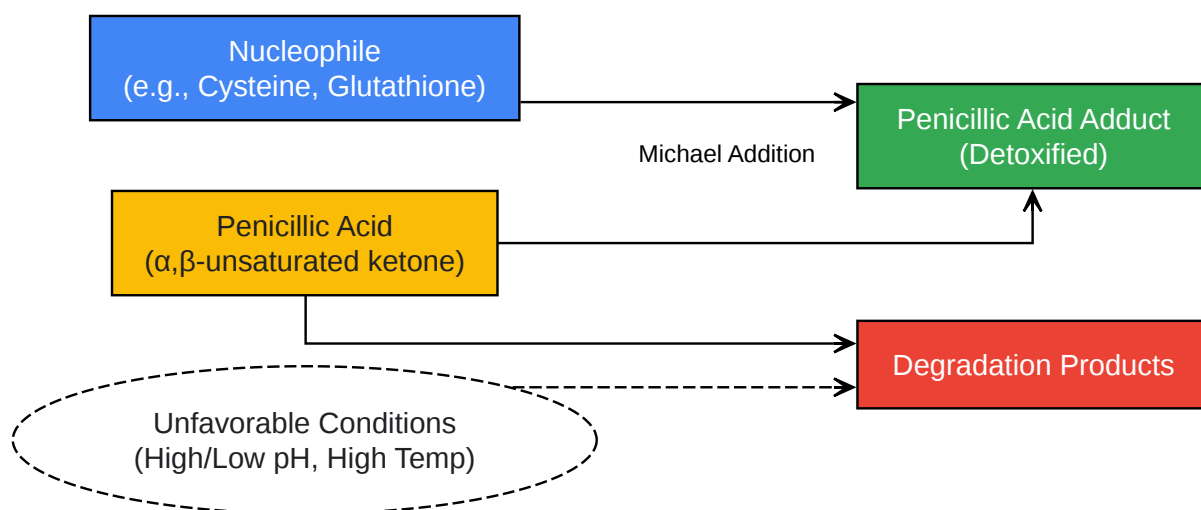 Nucleophile
(e.g., Cysteine, Glutathione)
Penicillic Acid Adduct
(Detoxified)
Michael Addition
Penicillic Acid
(α,β-unsaturated ketone)
Degradation Products
Unfavorable Conditions
(High/Low pH, High Temp)